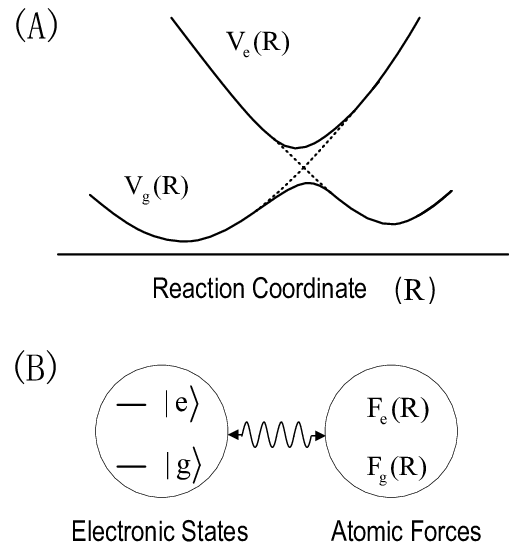 (A)
Ve(R)
Vg(R)
Reaction Coordinate (R)
(B)
|e⟩
|g⟩
Fe(R)
Fg(R)
Electronic States
Atomic Forces